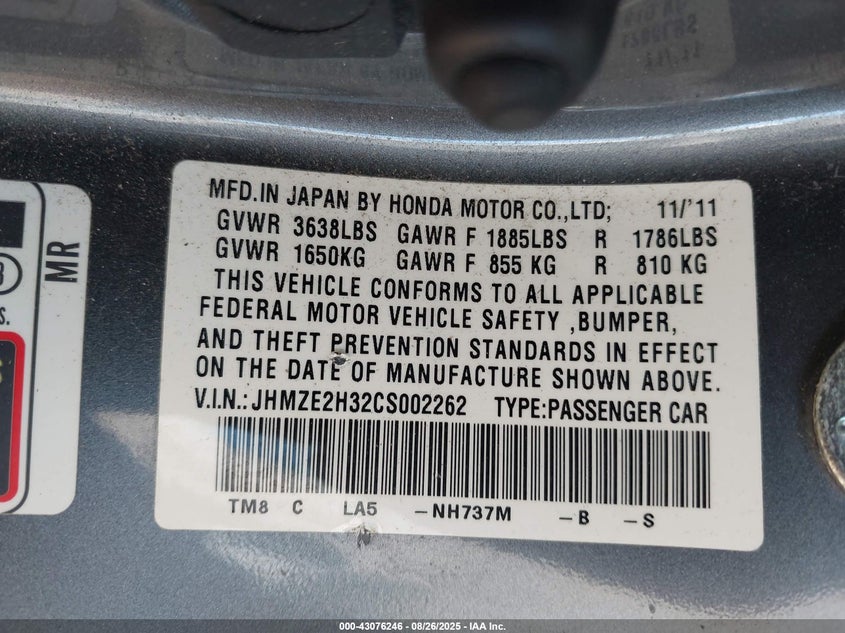 MFD.IN JAPAN BY HONDA MOTOR CO.,LTD; 11/'11
GVWR 3638LBS GAWR F 1885LBS R 1786LBS
GVWR 1650KG GAWR F 855 KG R 810 KG
THIS VEHICLE CONFORMS TO ALL APPLICABLE
FEDERAL MOTOR VEHICLE SAFETY ,BUMPER,
AND THEFT PREVENTION STANDARDS IN EFFECT
ON THE DATE OF MANUFACTURE SHOWN ABOVE.
V.I.N.: JHMZE2H32CS002262 TYPE:PASSENGER CAR
TM8 C LA5 -NH737M -B -S
MR
000-43076246 - 08/26/2025 - IAA Inc.